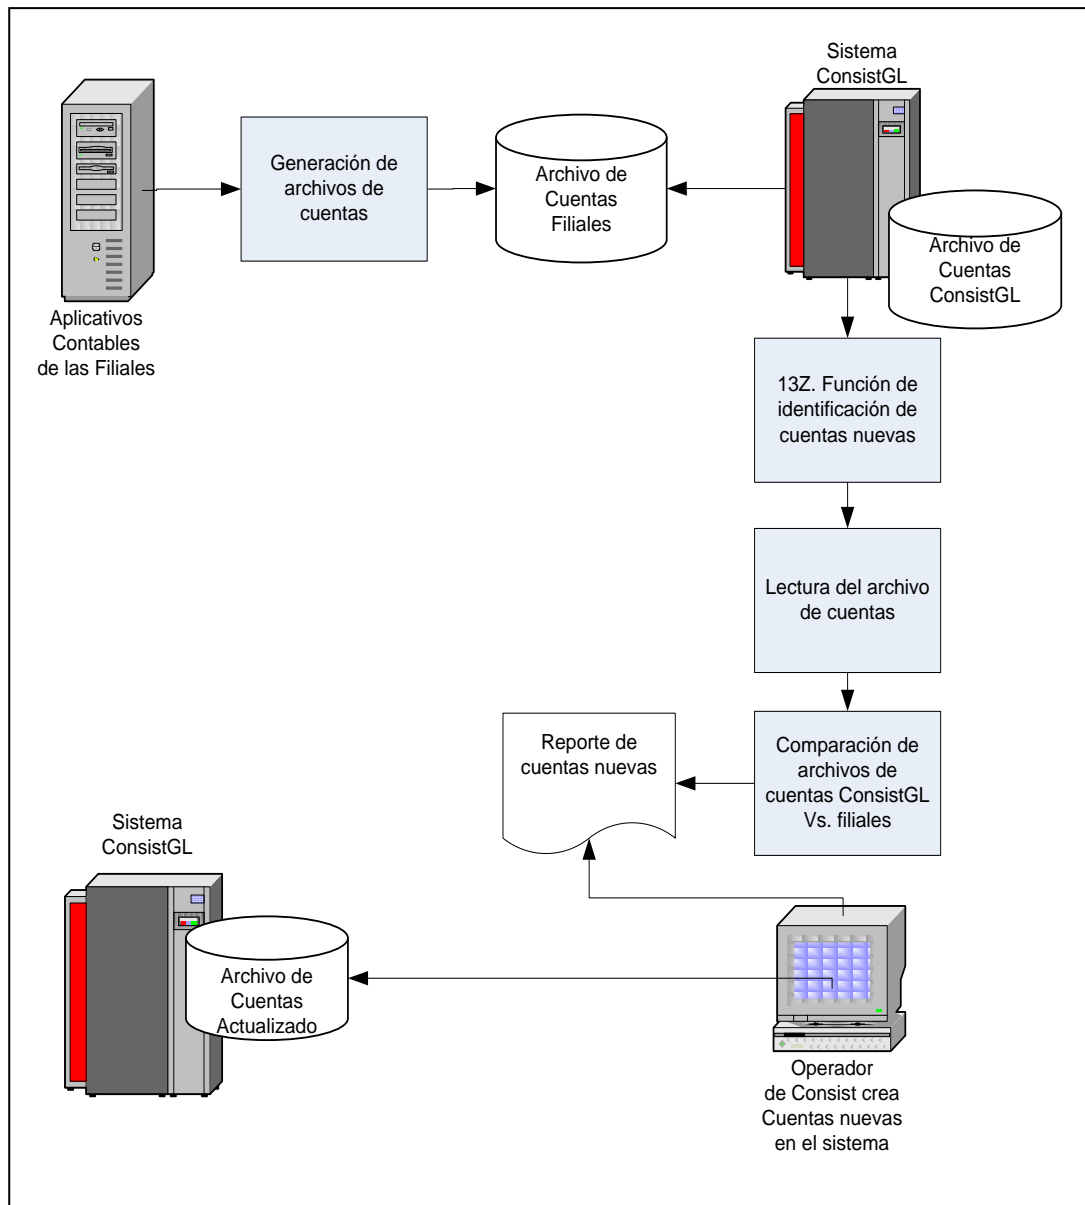 Sistema
ConsistGL
Generación de
archivos de
cuentas
Archivo de
Cuentas
Filiales
Archivo de
Cuentas
ConsistGL
Aplicativos
Contables
de las Filiales
13Z. Función de
identificación de
cuentas nuevas
Lectura del archivo
de cuentas
Reporte de
cuentas nuevas
Comparación de
archivos de
cuentas ConsistGL
Vs. filiales
Sistema
ConsistGL
Archivo de
Cuentas
Actualizado
Operador
de Consist crea
Cuentas nuevas
en el sistema